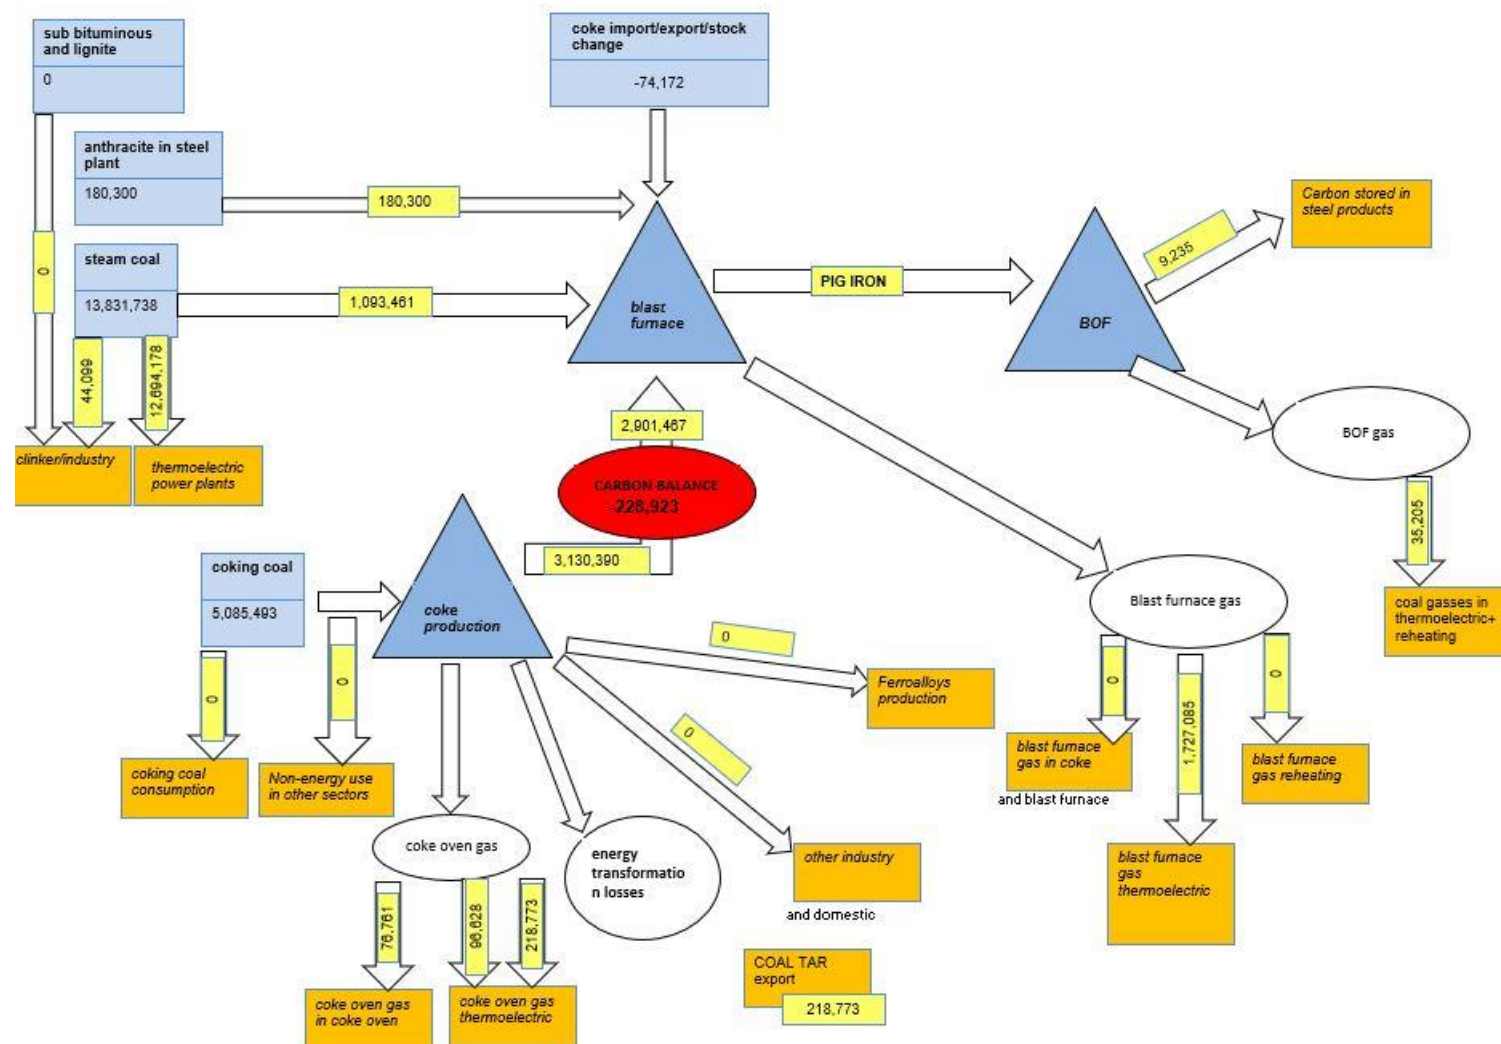 sub bituminous
and lignite
0
coke import/export/stock
change
-74,172
anthracite in steel
plant
180,300
180,300
Carbon stored in
steel products
9,235
0
steam coal
13,831,738
1,093,461
PIG IRON
blast
furnace
BOF
44,099
12,694,178
clinker/industry
thermoelectric
power plants
2,901,467
CARBON BALANCE
-228,923
3,130,390
BOF gas
35,205
coal gasses in
thermoelectric+
reheating
coking coal
5,085,493
coke
production
Blast furnace gas
0
0
0
Ferroalloys
production
0
1,727,085
0
blast furnace
gas in coke
and blast furnace
blast furnace
gas reheating
blast furnace
gas
thermoelectric
coking coal
consumption
Non-energy use
in other sectors
0
coke oven gas
energy
transformatio
n losses
other industry
and domestic
76,761
96,628
218,773
coke oven gas
in coke oven
coke oven gas
thermoelectric
COAL TAR
export
218,773